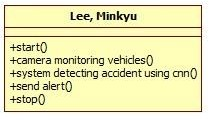 Lee, Minkyu
+start()
+camera monitoring vehicles()
+system detecting accident using cnn()
+send alert()
+stop()